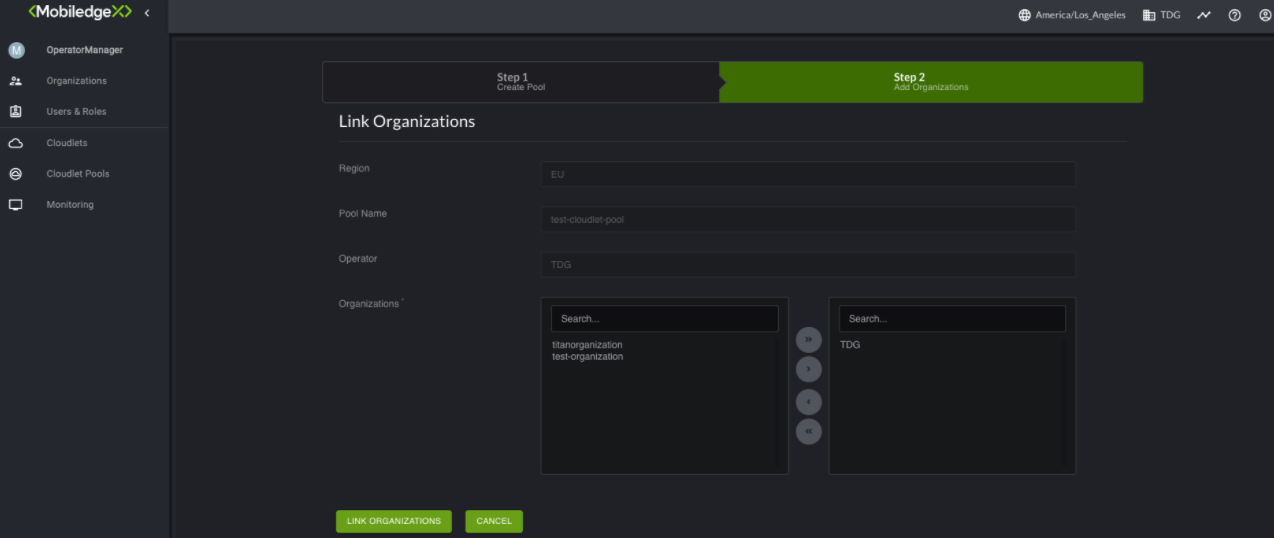 <MobiledgeX>
America/Los_Angeles
TDG
M
OperatorManager
Organizations
Users & Roles
Cloudlets
Cloudlet Pools
Monitoring
Step 1
Create Pool
Step 2
Add Organizations
Link Organizations
Region
EU
Pool Name
test-cloudlet-pool
Operator
TDG
Organizations *
Search...
titanorganization
test-organization
Search...
TDG
LINK ORGANIZATIONS
CANCEL